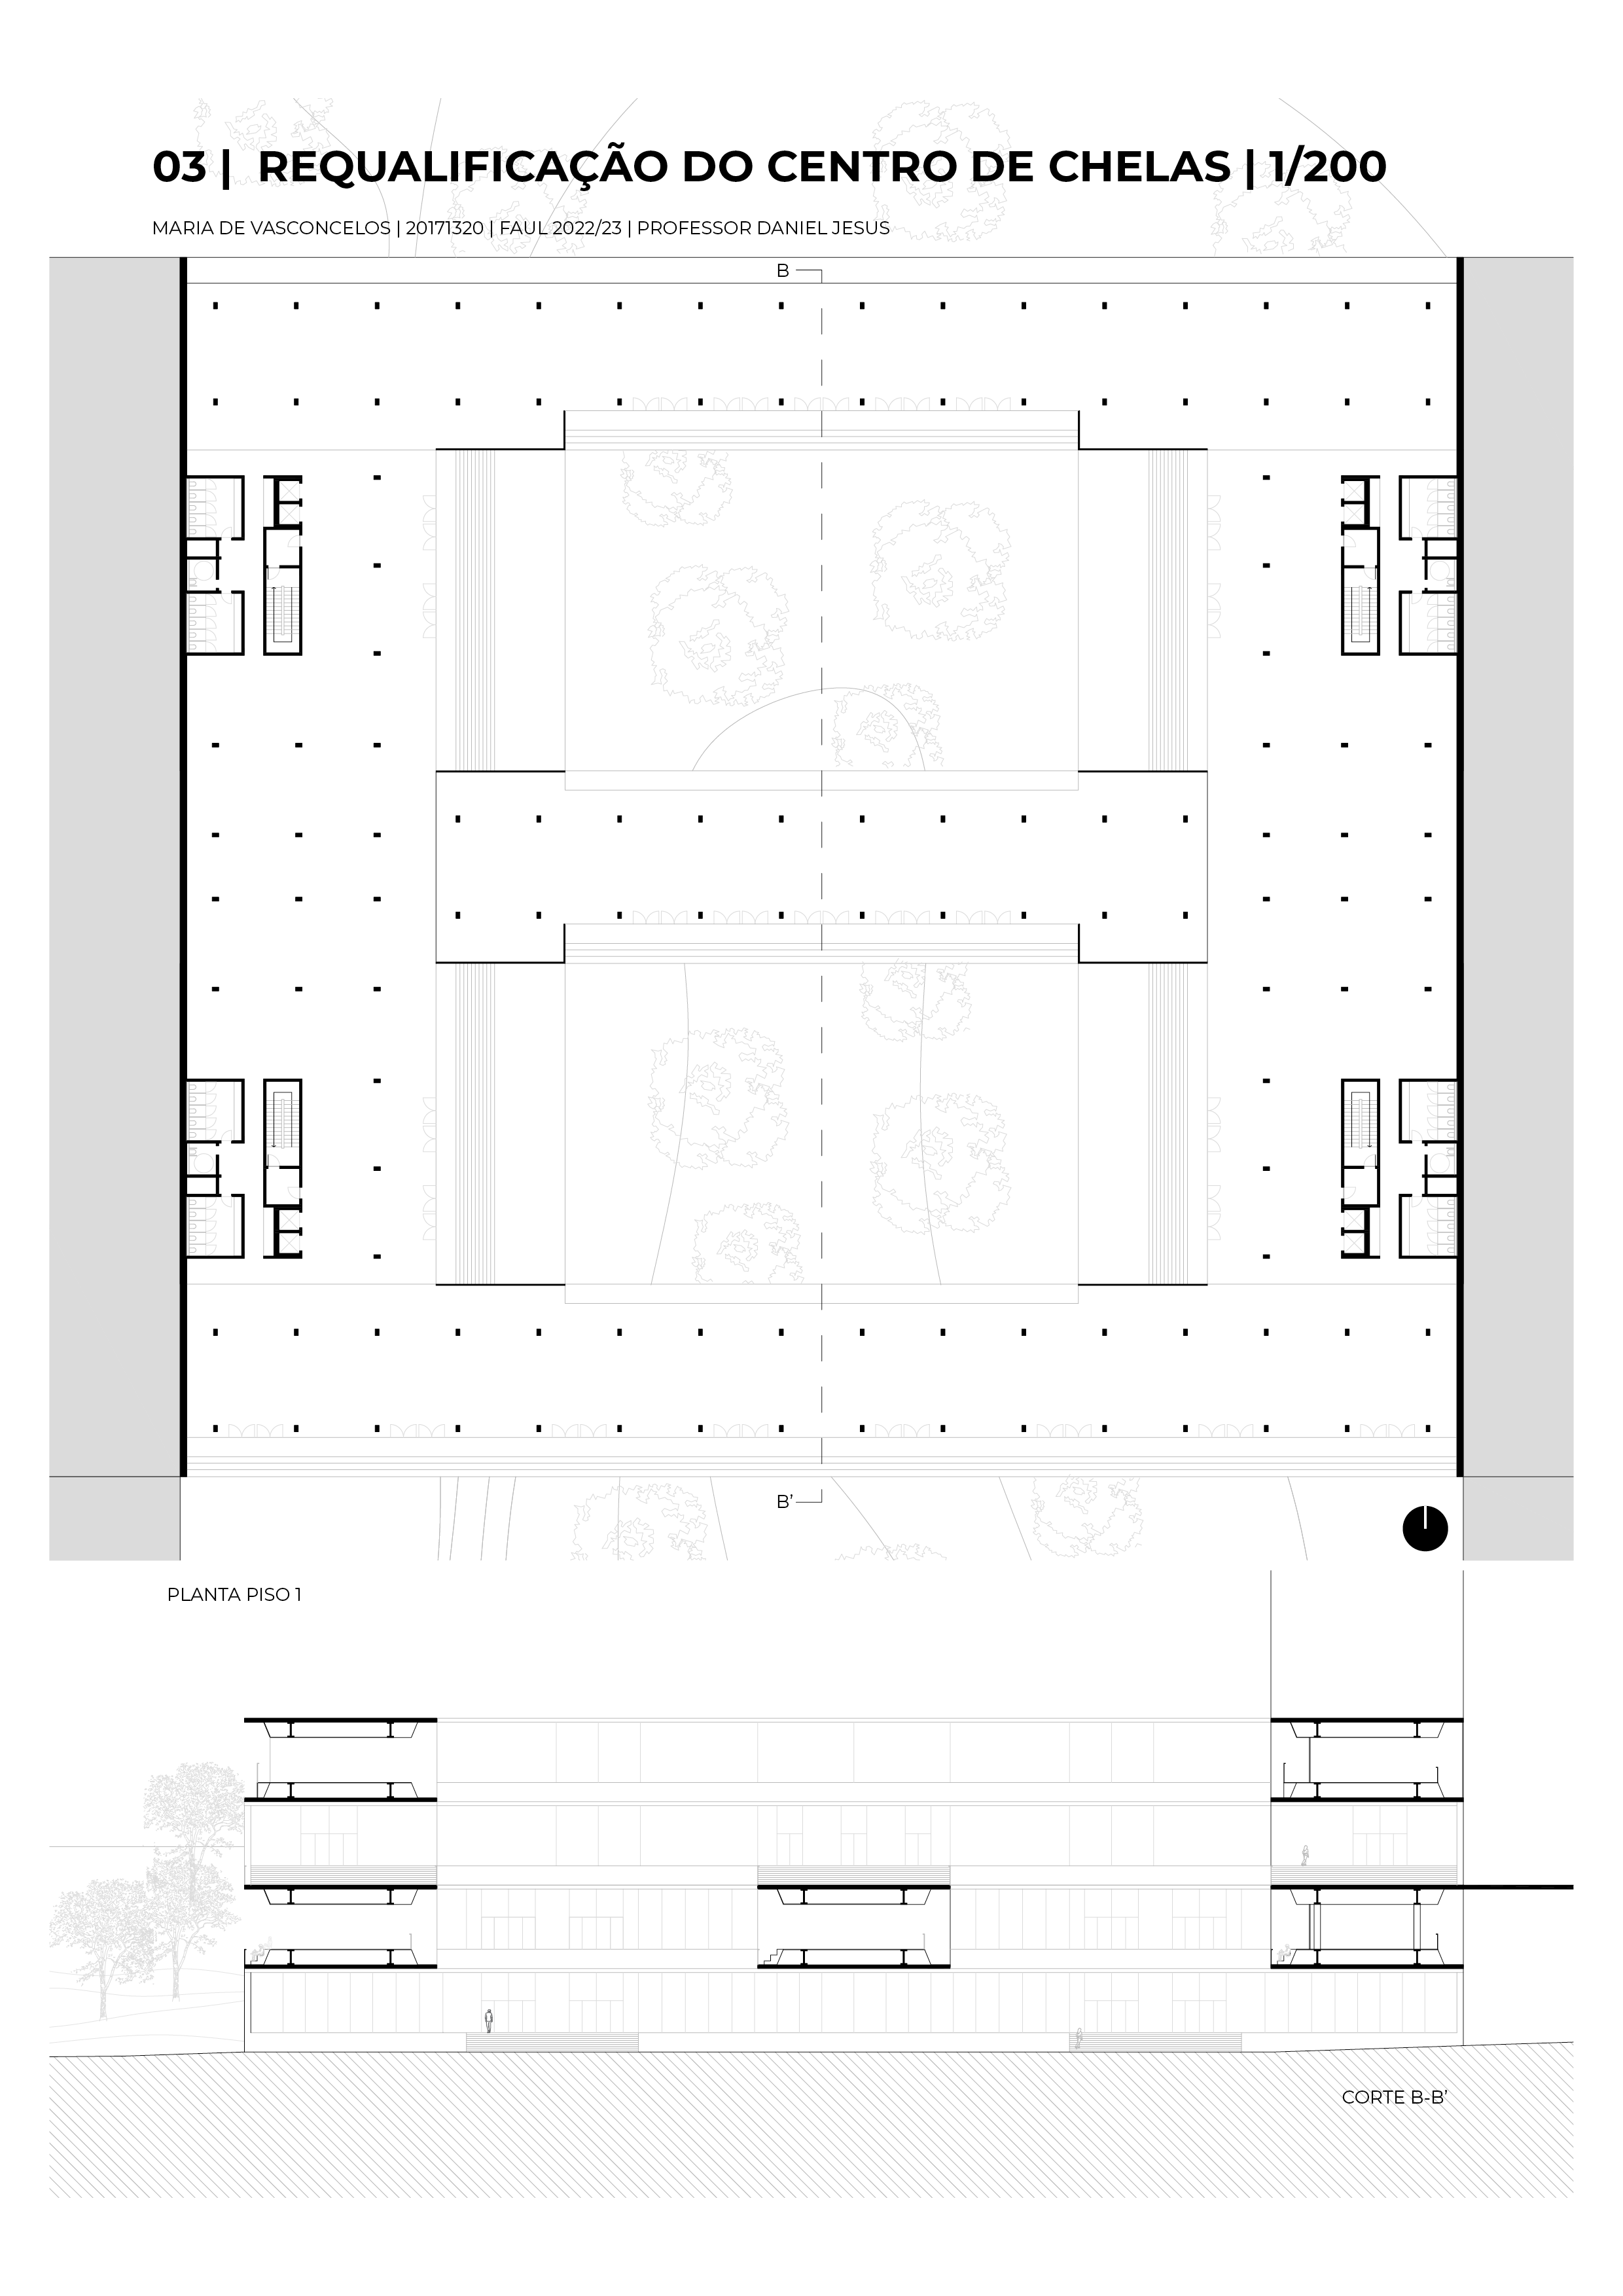 03 | REQUALIFICAÇÃO DO CENTRO DE CHELAS | 1/200
MARIA DE VASCONCELOS | 20171320 | FAUL 2022/23 | PROFESSOR DANIEL JESUS
B
B’
PLANTA PISO 1
CORTE B-B’